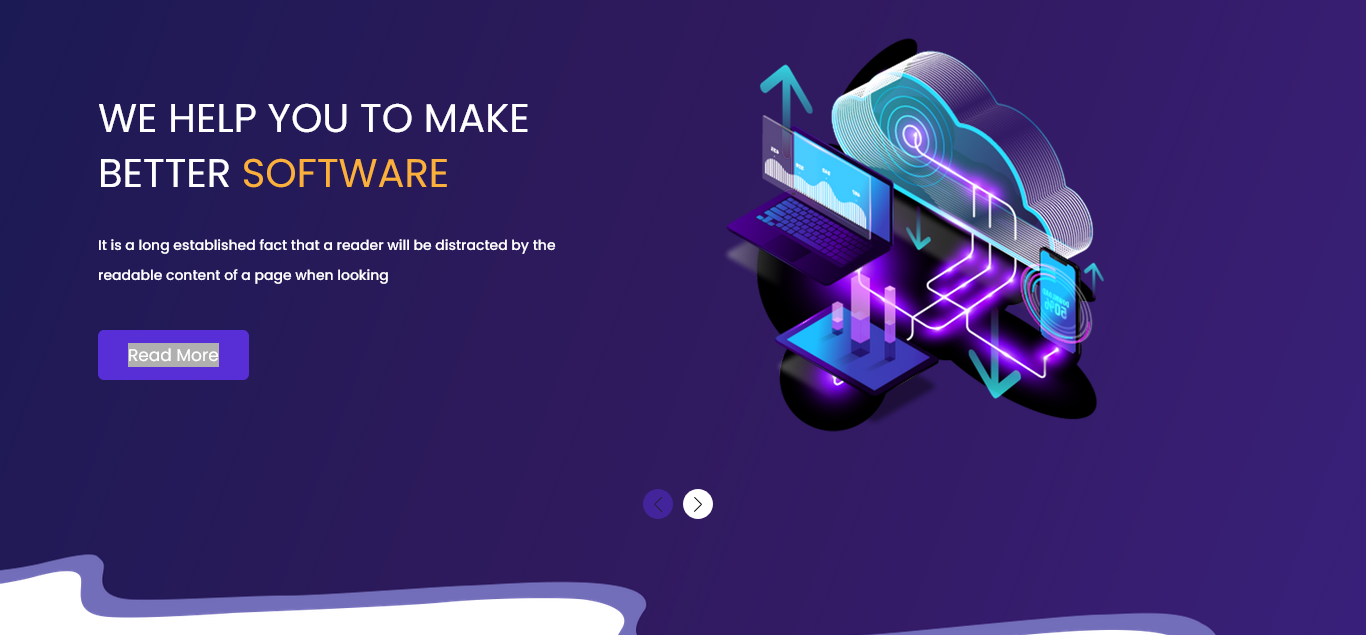 WE HELP YOU TO MAKE
BETTER SOFTWARE
It is a long established fact that a reader will be distracted by the
readable content of a page when looking
Read More